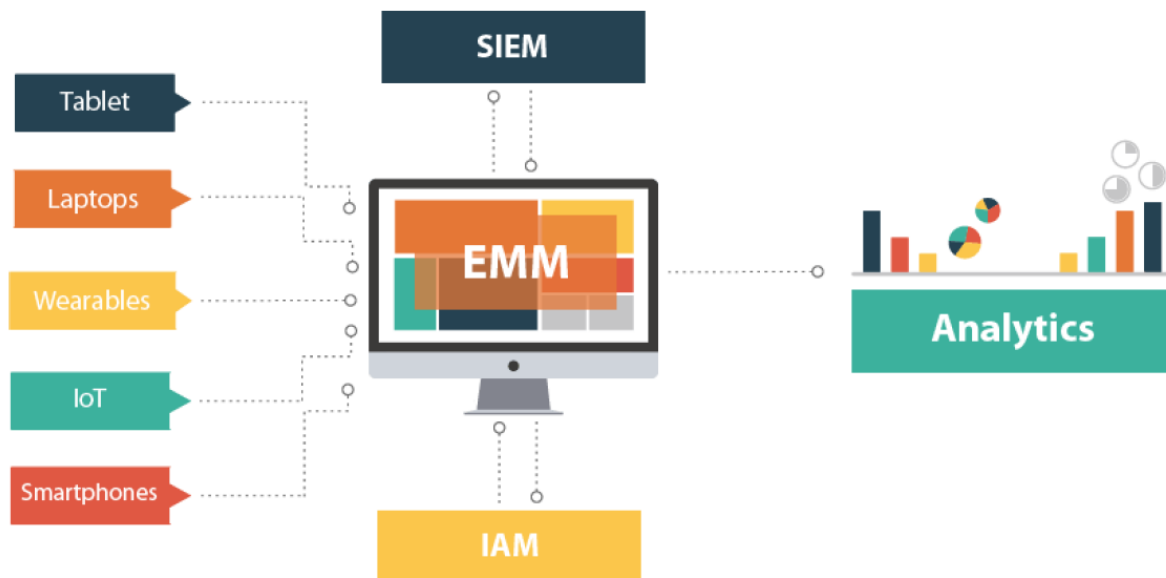 SIEM
Tablet
Laptops
Wearables
IoT
Smartphones
EMM
Analytics
IAM